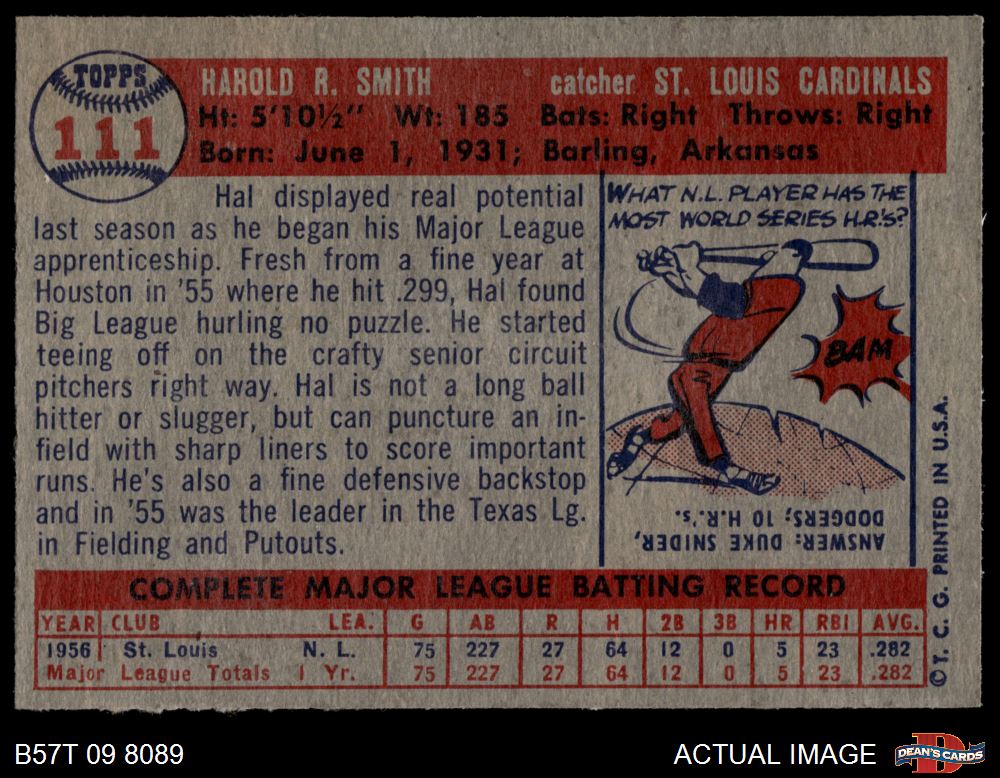 TOPPS
111
HAROLD R. SMITH catcher ST. LOUIS CARDINALS
Ht: 5'10½" Wt: 185 Bats: Right Throws: Right
Born: June 1, 1931; Barling, Arkansas
Hal displayed real potential
last season as he began his Major League
apprenticeship. Fresh from a fine year at
Houston in '55 where he hit .299, Hal found
Big League hurling no puzzle. He started
teeing off on the crafty senior circuit
pitchers right way. Hal is not a long ball
hitter or slugger, but can puncture an in-
field with sharp liners to score important
runs. He's also a fine defensive backstop
and in '55 was the leader in the Texas Lg.
in Fielding and Putouts.
WHAT N.L. PLAYER HAS THE
MOST WORLD SERIES H.R.'S?
BAM
ANSWER: DUKE SNIDER,
DODGERS; 10 H.R.'s.
COMPLETE MAJOR LEAGUE BATTING RECORD
YEAR CLUB LEA. G AB R H 2B 3B HR RBI AVG.
1956 St. Louis N. L. 75 227 27 64 12 0 5 23 .282
Major League Totals 1 Yr. 75 227 27 64 12 0 5 23 .282
©T. C. G. PRINTED IN U.S.A.
B57T 09 8089 ACTUAL IMAGE
DEAN'S CARDS